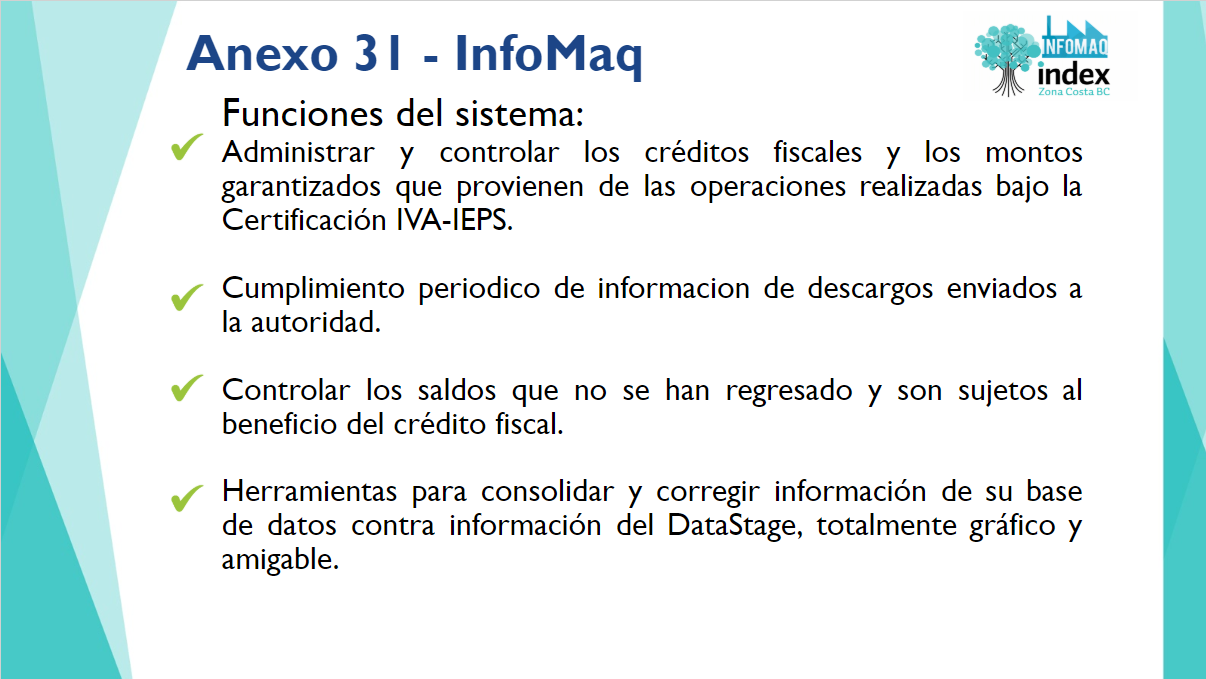 Anexo 31 - InfoMaq
INFOMAQ
index
Zona Costa BC
Funciones del sistema:
Administrar y controlar los créditos fiscales y los montos
garantizados que provienen de las operaciones realizadas bajo la
Certificación IVA-IEPS.
Cumplimiento periodico de informacion de descargos enviados a
la autoridad.
Controlar los saldos que no se han regresado y son sujetos al
beneficio del crédito fiscal.
Herramientas para consolidar y corregir información de su base
de datos contra información del DataStage, totalmente gráfico y
amigable.